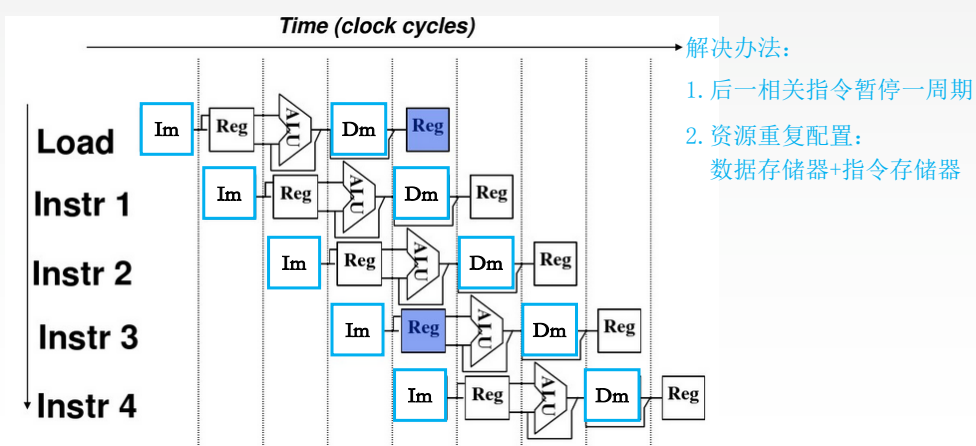 Time (clock cycles)
解决办法：
1. 后一相关指令暂停一周期
2. 资源重复配置：
数据存储器+指令存储器
Load Im Reg ALU Dm Reg
Instr 1 Im Reg ALU Dm Reg
Instr 2 Im Reg ALU Dm Reg
Instr 3 Im Reg ALU Dm Reg
Instr 4 Im Reg ALU Dm Reg